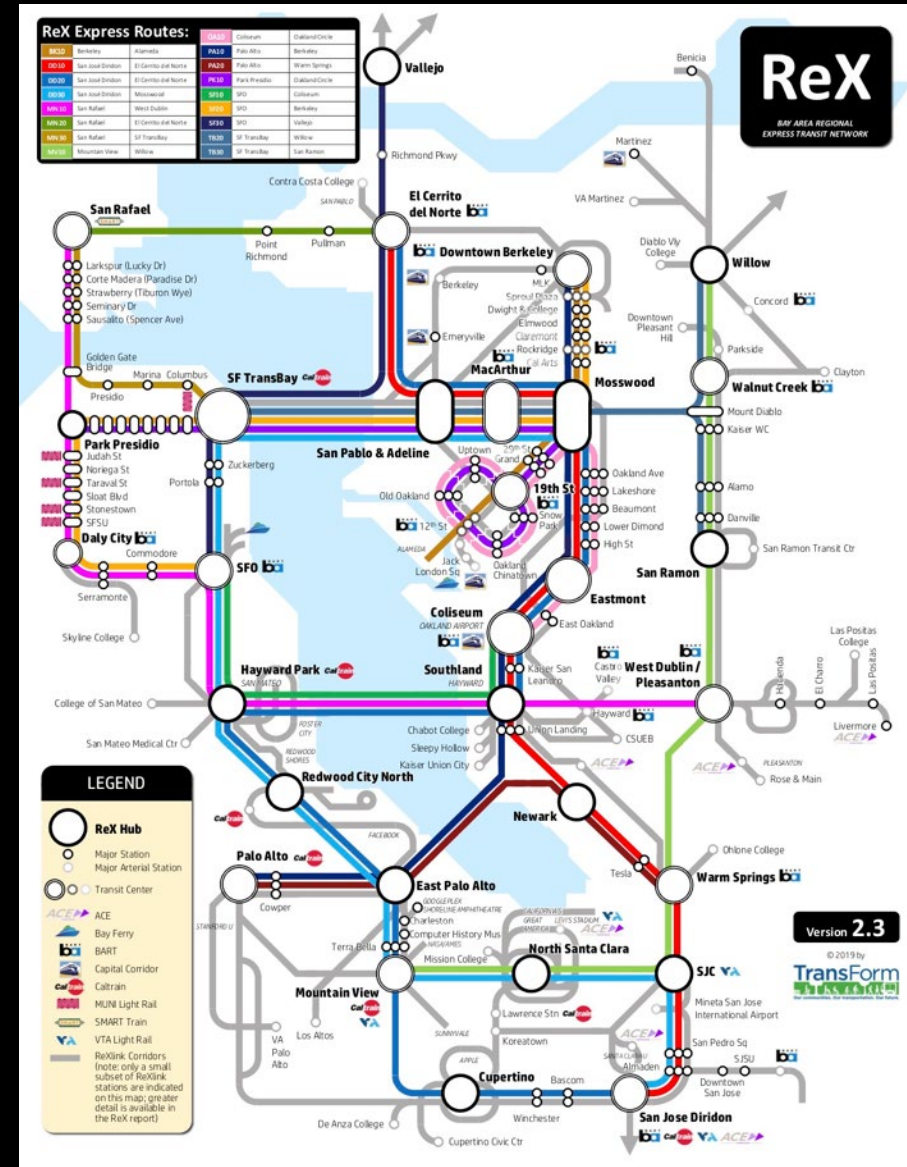 ReX Express Routes:
BK10 Berkeley Alameda
DD10 San José Diridon El Cerrito del Norte
DD20 San José Diridon El Cerrito del Norte
DD30 San José Diridon Mosswood
MN10 San Rafael West Dublin
MN20 San Rafael El Cerrito del Norte
MN30 San Rafael SF TransBay
MV10 Mountain View Willow
OA10 Coliseum Oakland Circle
PA10 Palo Alto Berkeley
PA20 Palo Alto Warm Springs
PK10 Park Presidio Oakland Circle
SF10 SFO Coliseum
SFO Berkeley
SF30 SFO Vallejo
TB20 SF TransBay Willow
TB30 SF TransBay San Ramon
ReX
BAY AREA REGIONAL
EXPRESS TRANSIT NETWORK
Vallejo
Benicia
Richmond Pkwy
Martinez
Contra Costa College
SAN PABLO
VA Martinez
El Cerrito
del Norte
San Rafael
Point
Richmond
Pullman
Downtown Berkeley
Diablo Vly
College
Willow
Larkspur (Lucky Dr)
Corte Madera (Paradise Dr)
Strawberry (Tiburon Wye)
Seminary Dr
Sausalito (Spencer Ave)
Berkeley
MLK
Sproul Plaza
Dwight & College
Elmwood
Claremont
Rockridge
Cal Arts
Emeryville
Concord
Downtown
Pleasant
Hill
Parkside
Clayton
Walnut Creek
Golden Gate
Bridge
Marina
Columbus
Presidio
SF TransBay
MacArthur
Mosswood
Mount Diablo
Kaiser WC
Park Presidio
Judah St
Noriega St
Taraval St
Sloat Blvd
Stonestown
SFSU
Daly City
Zuckerberg
Portola
San Pablo & Adeline
Uptown
29th St
Grand
19th St
Old Oakland
12th St
Snow
Park
ALAMEDA
Jack
London Sq
Oakland
Chinatown
Oakland Ave
Lakeshore
Beaumont
Lower Dimond
High St
Alamo
Danville
San Ramon
San Ramon Transit Ctr
Commodore
Serramonte
SFO
Skyline College
Eastmont
East Oakland
Coliseum
OAKLAND AIRPORT
Hayward Park
SAN MATEO
Southland
HAYWARD
Kaiser San
Leandro
Castro
Valley
West Dublin /
Pleasanton
Las Positas
College
Hacienda
El Charro
Las Positas
Livermore
College of San Mateo
San Mateo Medical Ctr
FOSTER
CITY
REDWOOD
SHORES
Chabot College
Sleepy Hollow
Kaiser Union City
Union Landing
Hayward
CSUEB
PLEASANTON
Rose & Main
ACE
Redwood City North
FACEBOOK
Newark
Tesla
Ohlone College
Warm Springs
Palo Alto
Cowper
STANFORD U
East Palo Alto
GOOGLEPLEX
SHORELINE AMPHITHEATRE
Charleston
Computer History Mus
NASA/AMES
Terra Bella
Mission College
CALIFORNIA'S
GREAT
AMERICA
LEVI'S STADIUM
North Santa Clara
SJC
Mountain View
Los Altos
VA
Palo
Alto
SUNNYVALE
Lawrence Stn
Koreatown
Mineta San Jose
International Airport
SANTA CLARA U
Almaden
San Pedro Sq
SJSU
Downtown
San Jose
APPLE
Cupertino
Bascom
Winchester
De Anza College
Cupertino Civic Ctr
San Jose Diridon
LEGEND
ReX Hub
Major Station
Major Arterial Station
Transit Center
ACE
Bay Ferry
BART
Capital Corridor
Caltrain
MUNI Light Rail
SMART Train
VTA Light Rail
ReXlink Corridors
(note: only a small
subset of ReXlink
stations are indicated
on this map; greater
detail is available in
the ReX report)
Version 2.3
© 2019 by
TransForm
Our communities. Our transportation. Our future.